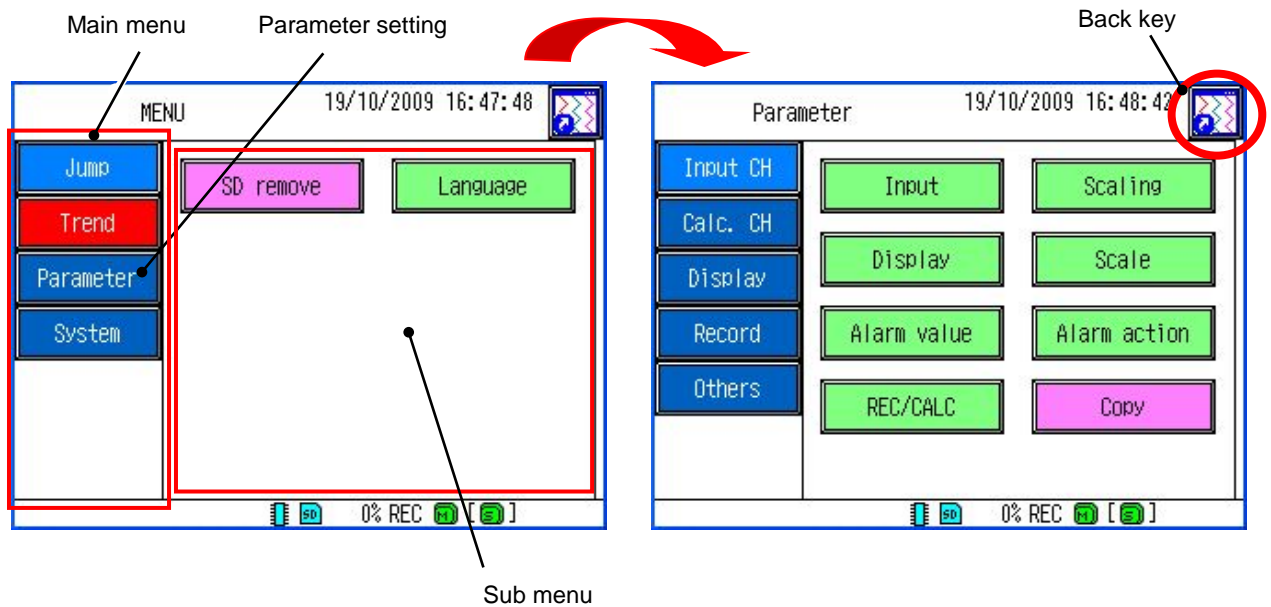 Main menu
Parameter setting
Back key
MENU
19/10/2009 16:47:48
Jump
Trend
Parameter
System
SD remove
Language
SD 0% REC M [S]
Parameter
19/10/2009 16:48:42
Input CH
Calc. CH
Display
Record
Others
Input
Scaling
Display
Scale
Alarm value
Alarm action
REC/CALC
Copy
SD 0% REC M [S]
Sub menu